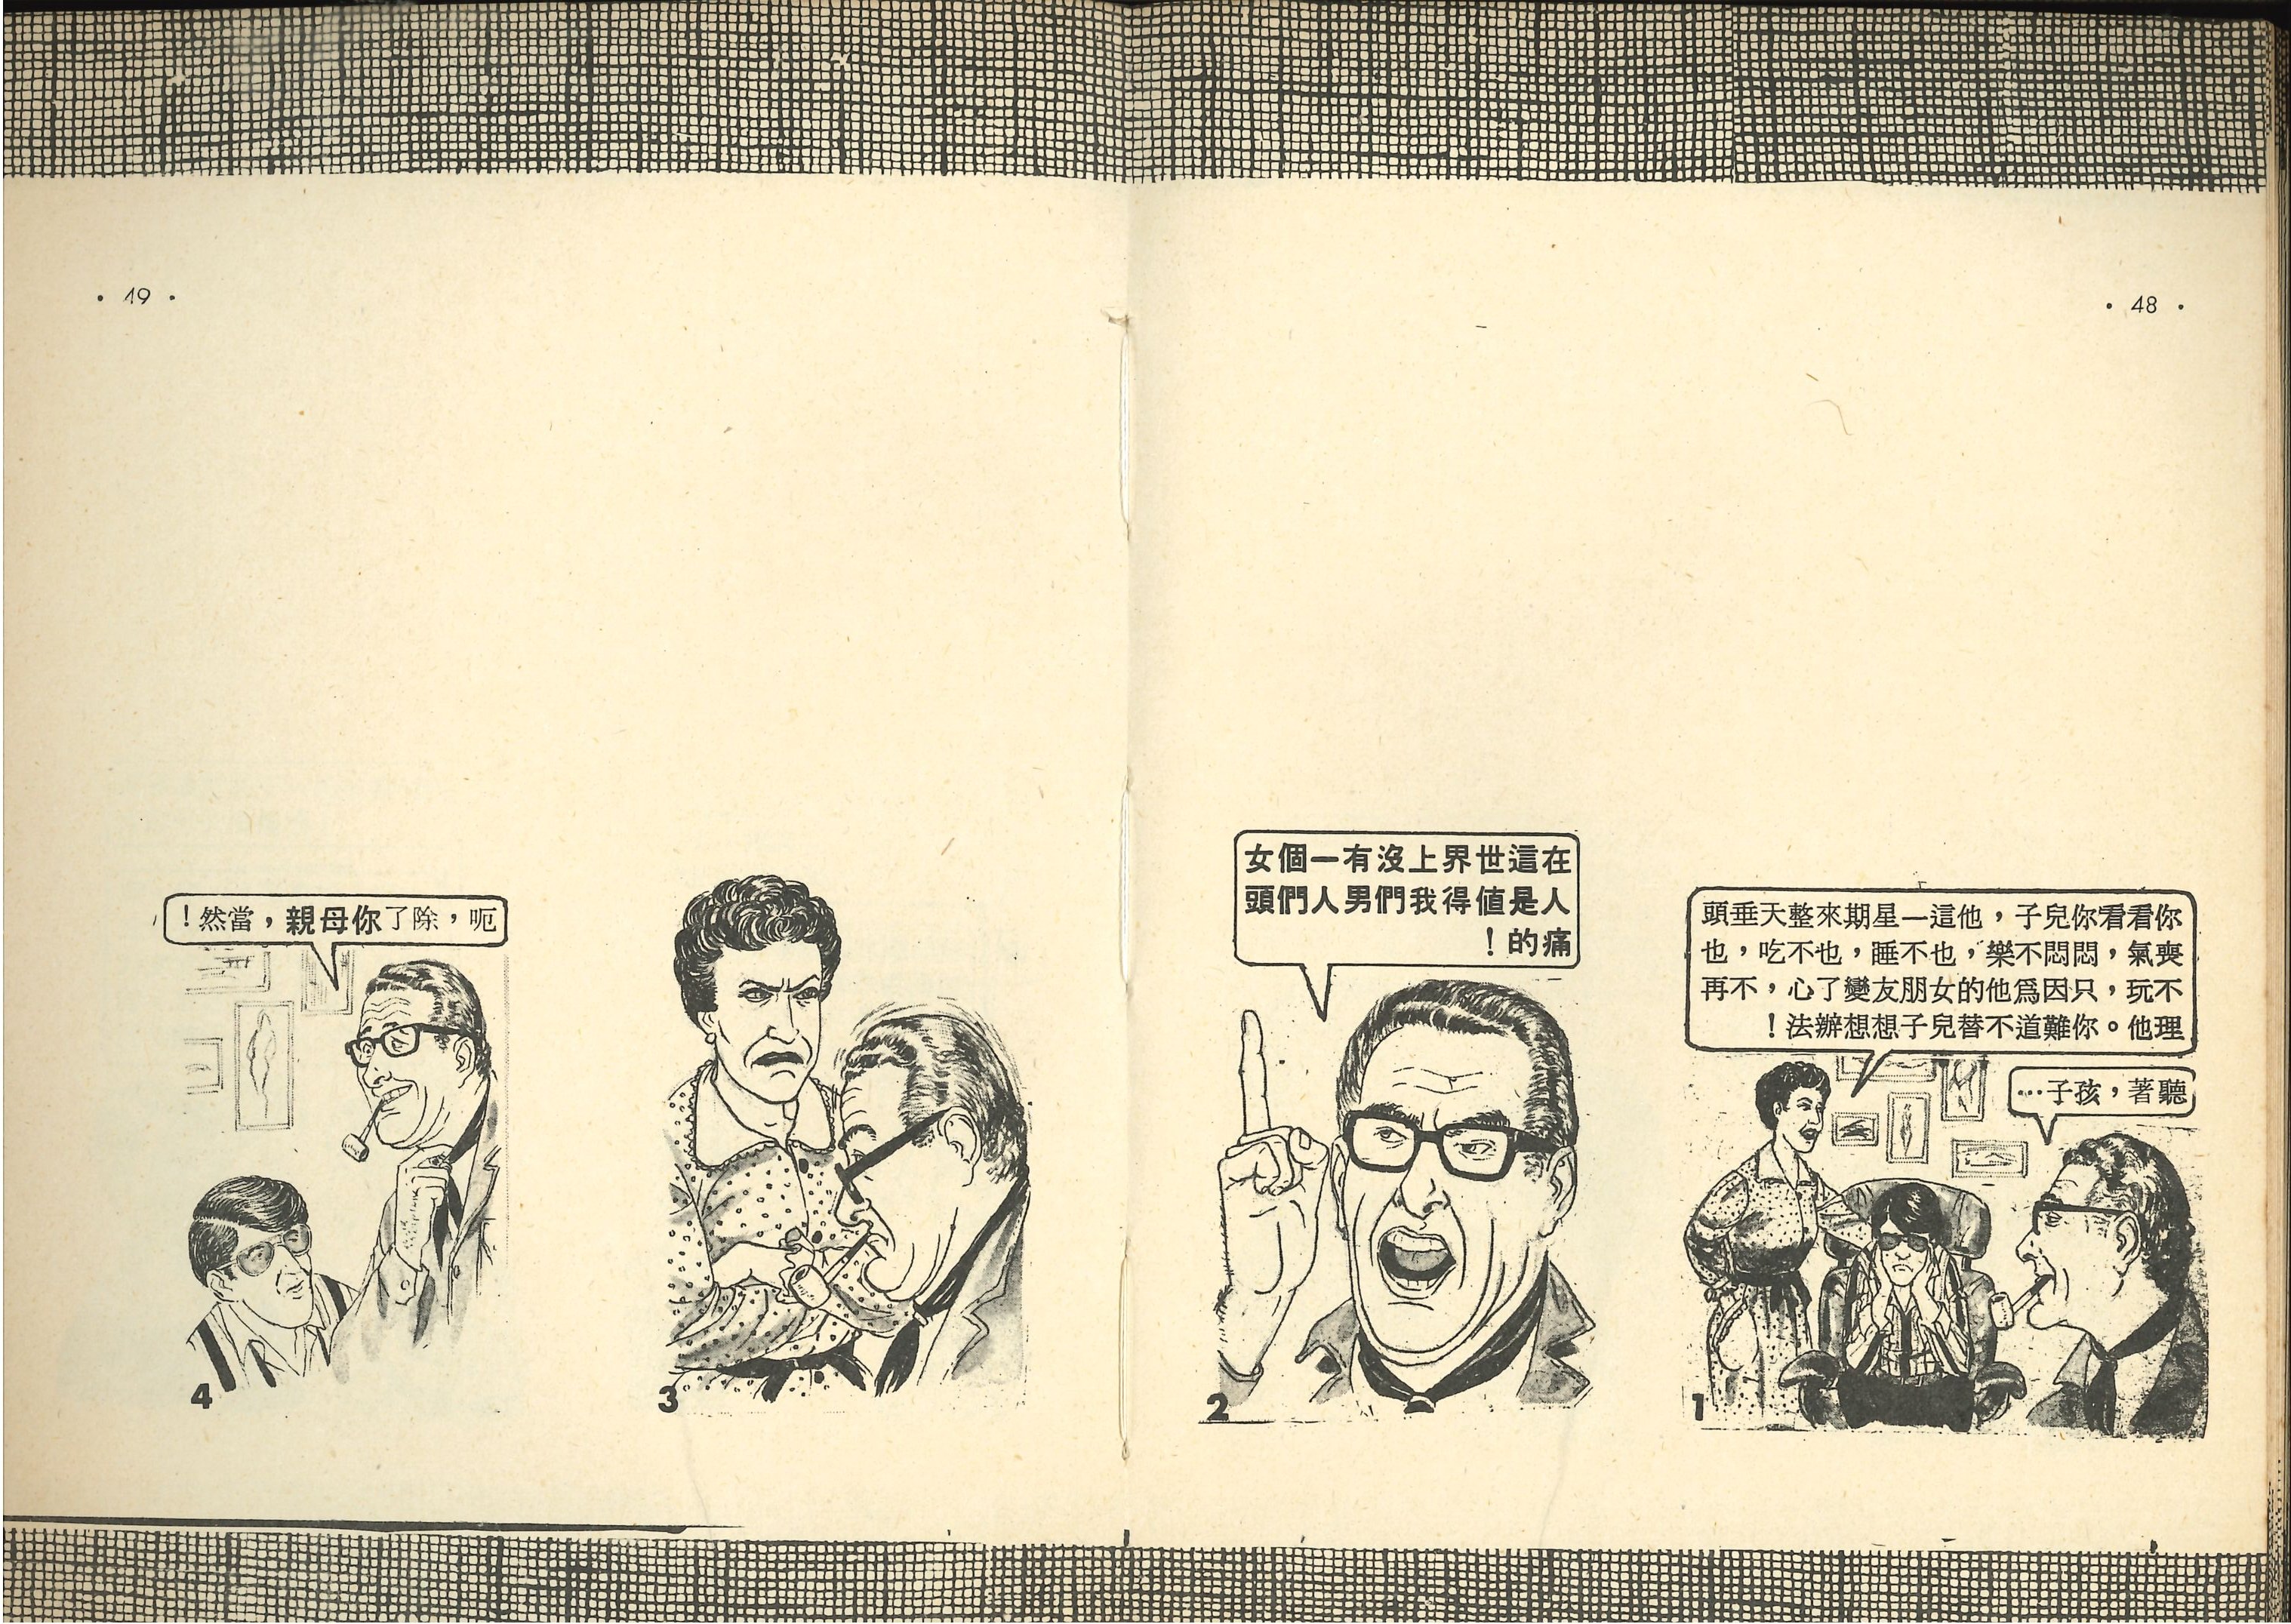 • 48 •
你看看你兒子，他這一星期來整天垂頭
喪氣，悶悶不樂，也不睡，也不吃，也
不玩，只因爲他的女朋友變了心，不再
理他。你難道不替兒子想想辦法！
聽著，孩子…
1
在這世界上沒有一個女
人是值得我們男人們頭
痛的！
2
• 49 •
3
呃，除了你母親，當然！
4